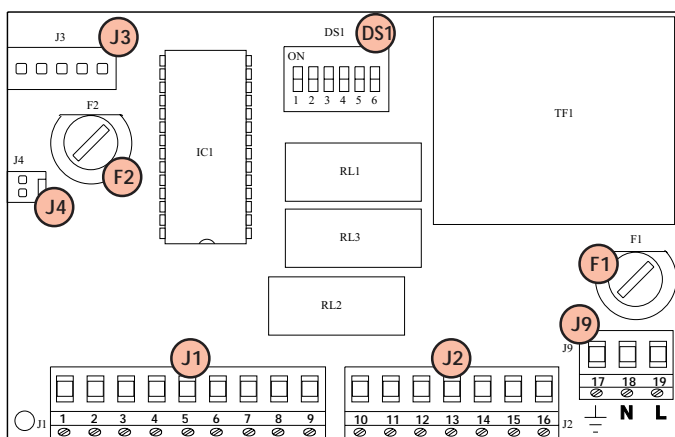 J3
J3
DS1
DS1
ON
1 2 3 4 5 6
F2
F2
IC1
TF1
J4
J4
RL1
RL3
RL2
F1
F1
J9
J9
17 18 19
N L
J1
J1
1 2 3 4 5 6 7 8 9
J2
10 11 12 13 14 15 16
J2